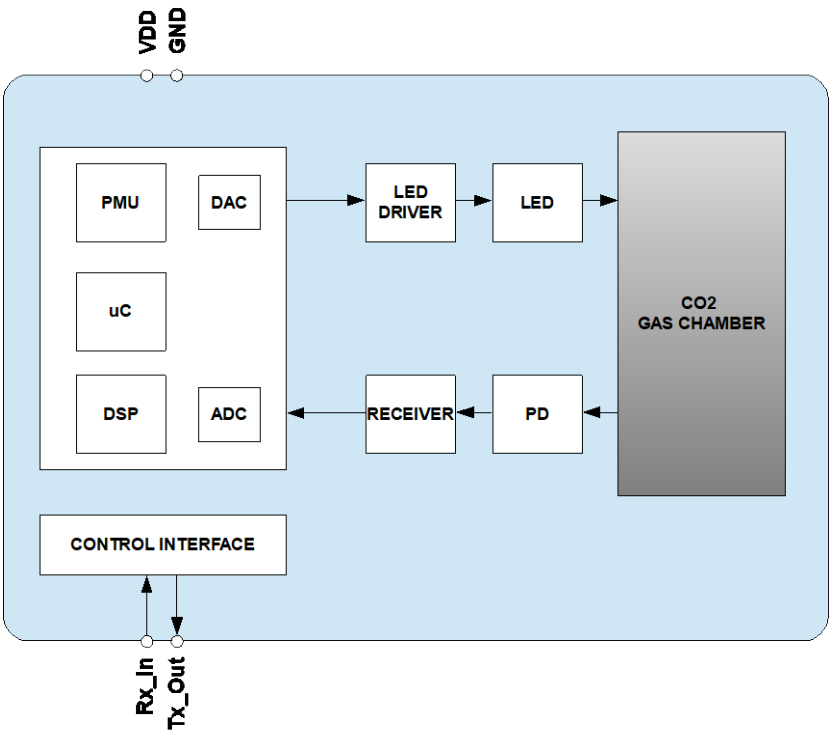 VDD
GND
PMU
DAC
LED
DRIVER
LED
uC
CO2
GAS CHAMBER
DSP
ADC
RECEIVER
PD
CONTROL INTERFACE
Rx_In
Tx_Out